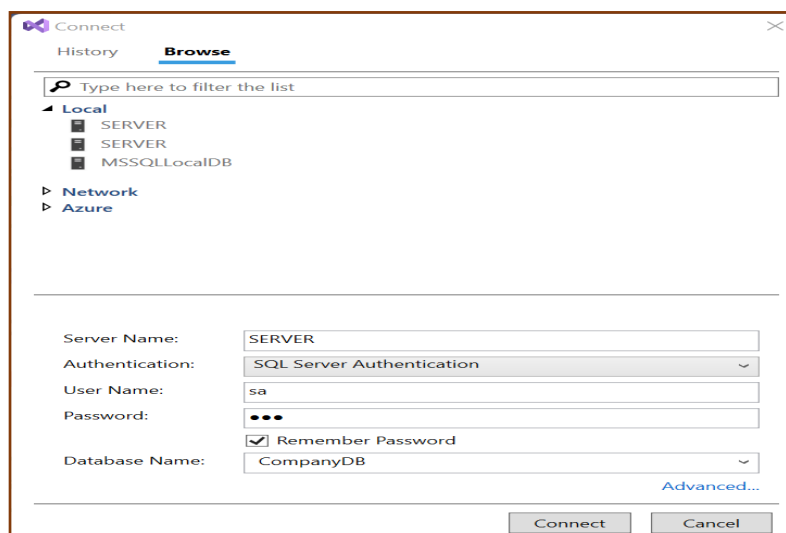 Connect
History Browse
Type here to filter the list
Local
SERVER
SERVER
MSSQLLocalDB
Network
Azure
Server Name: SERVER
Authentication: SQL Server Authentication
User Name: sa
Password: ●●●
Remember Password
Database Name: CompanyDB
Advanced...
Connect Cancel